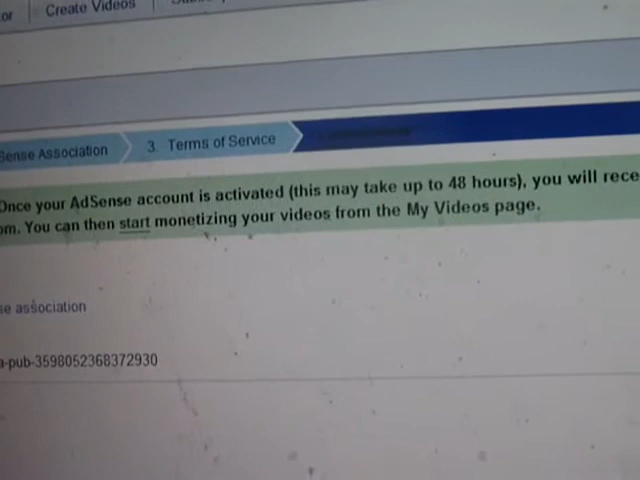 or Create Videos
Sense Association 3. Terms of Service
Once your AdSense account is activated (this may take up to 48 hours), you will rece
om. You can then start monetizing your videos from the My Videos page.
se association
a-pub-3598052368372930